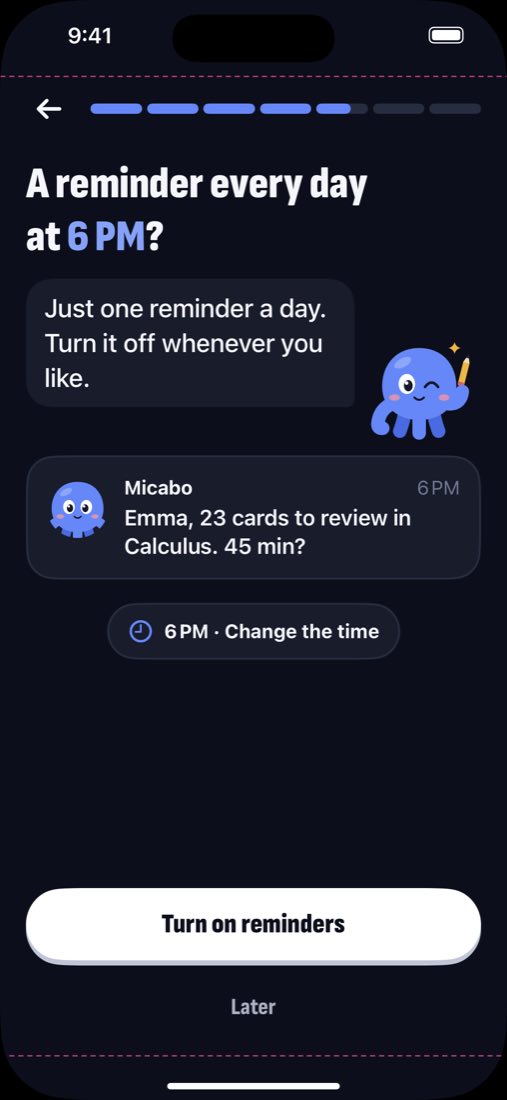 9:41
A reminder every day
at 6 PM?
Just one reminder a day.
Turn it off whenever you
like.
Micabo
6 PM
Emma, 23 cards to review in
Calculus. 45 min?
6 PM · Change the time
Turn on reminders
Later